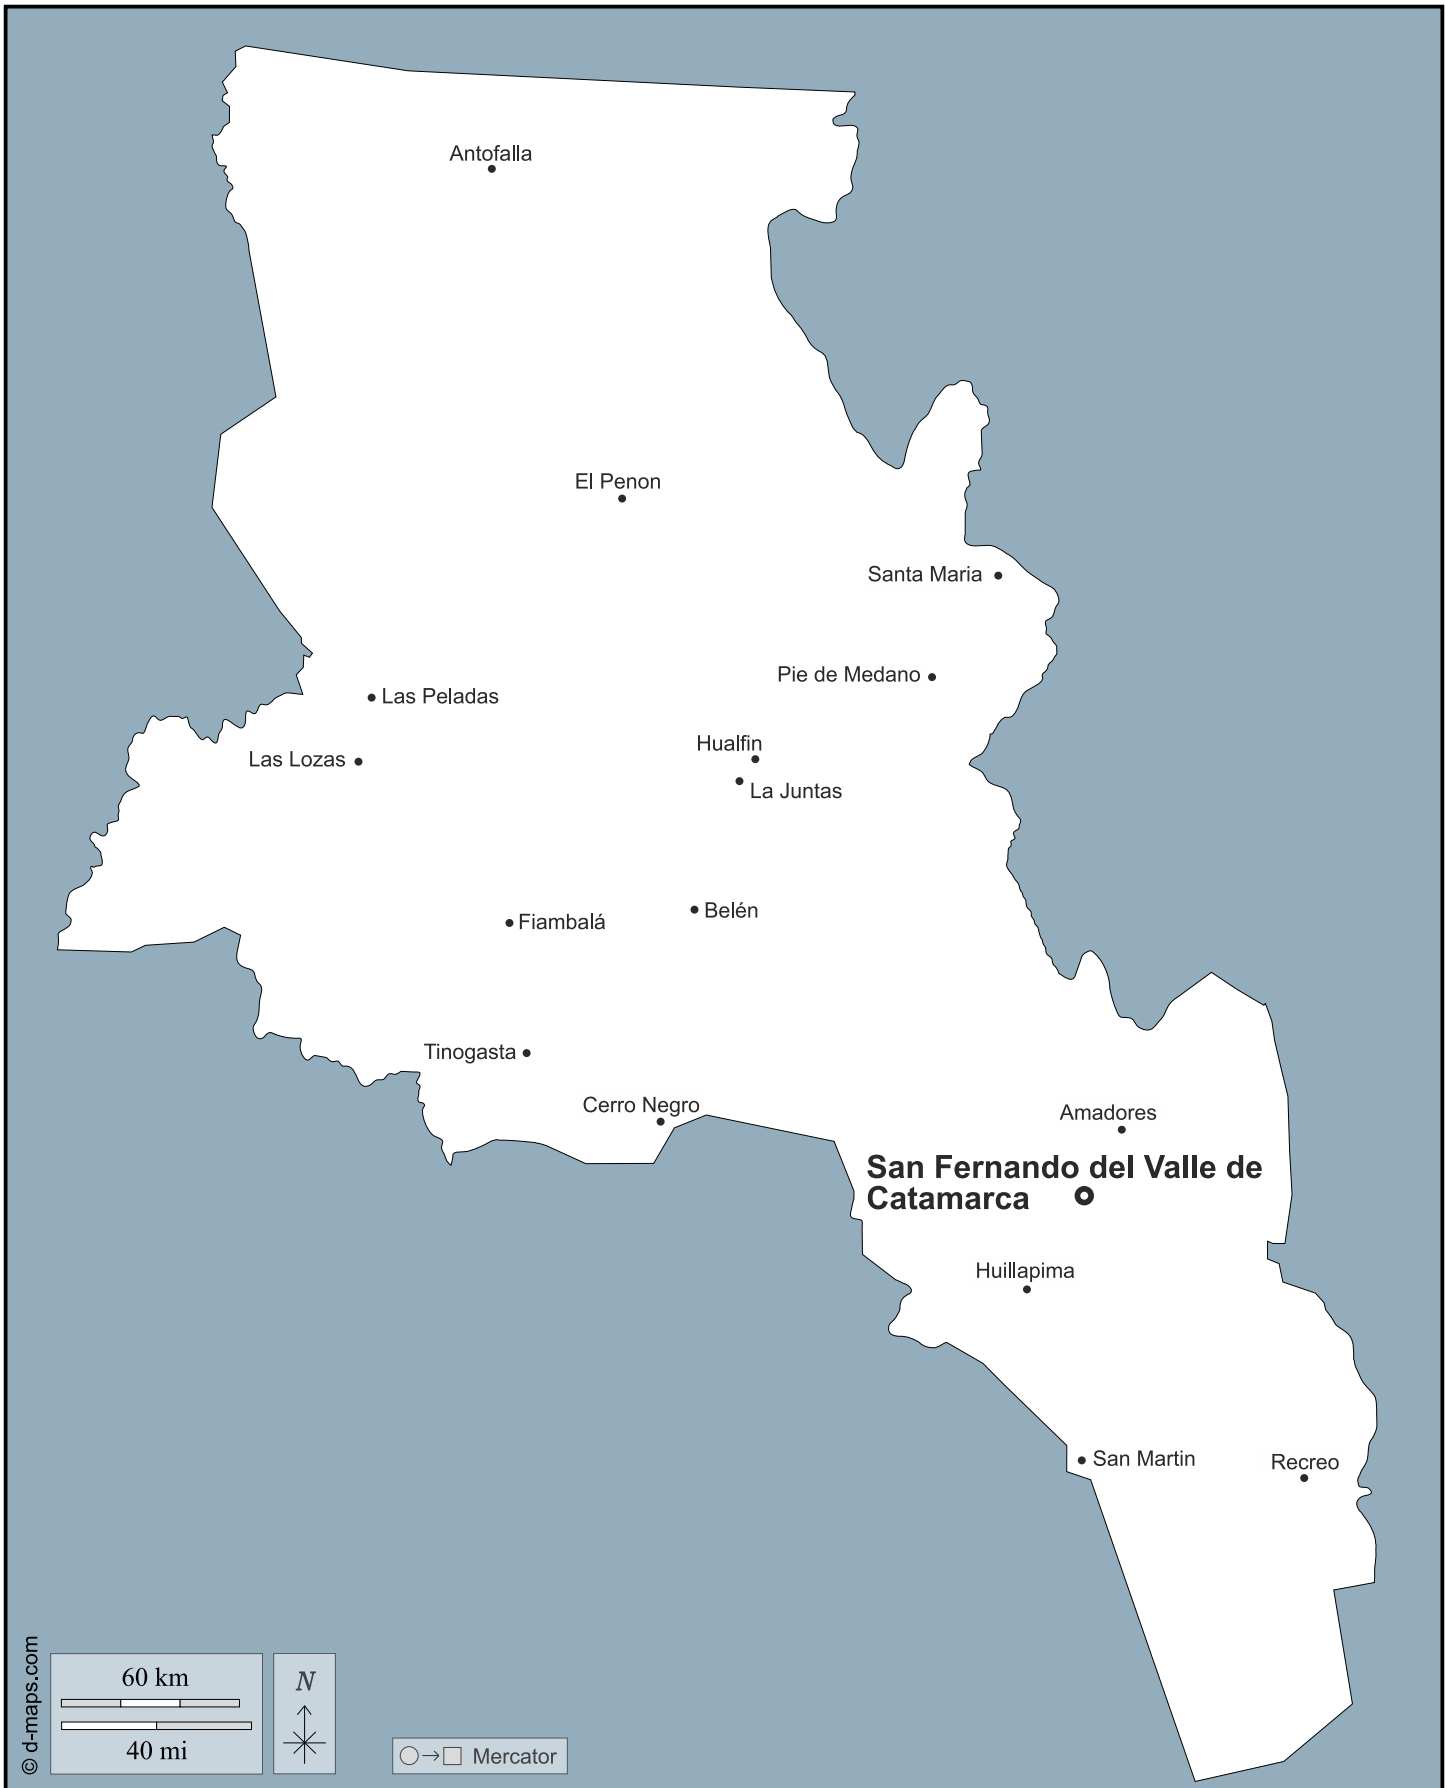 Antofalla
El Penon
Santa Maria
Pie de Medano
Las Peladas
Hualfin
Las Lozas
La Juntas
Belén
Fiambalá
Tinogasta
Cerro Negro
Amadores
San Fernando del Valle de
Catamarca
Huillapima
San Martin
Recreo
© d-maps.com
60 km
40 mi
N
Mercator